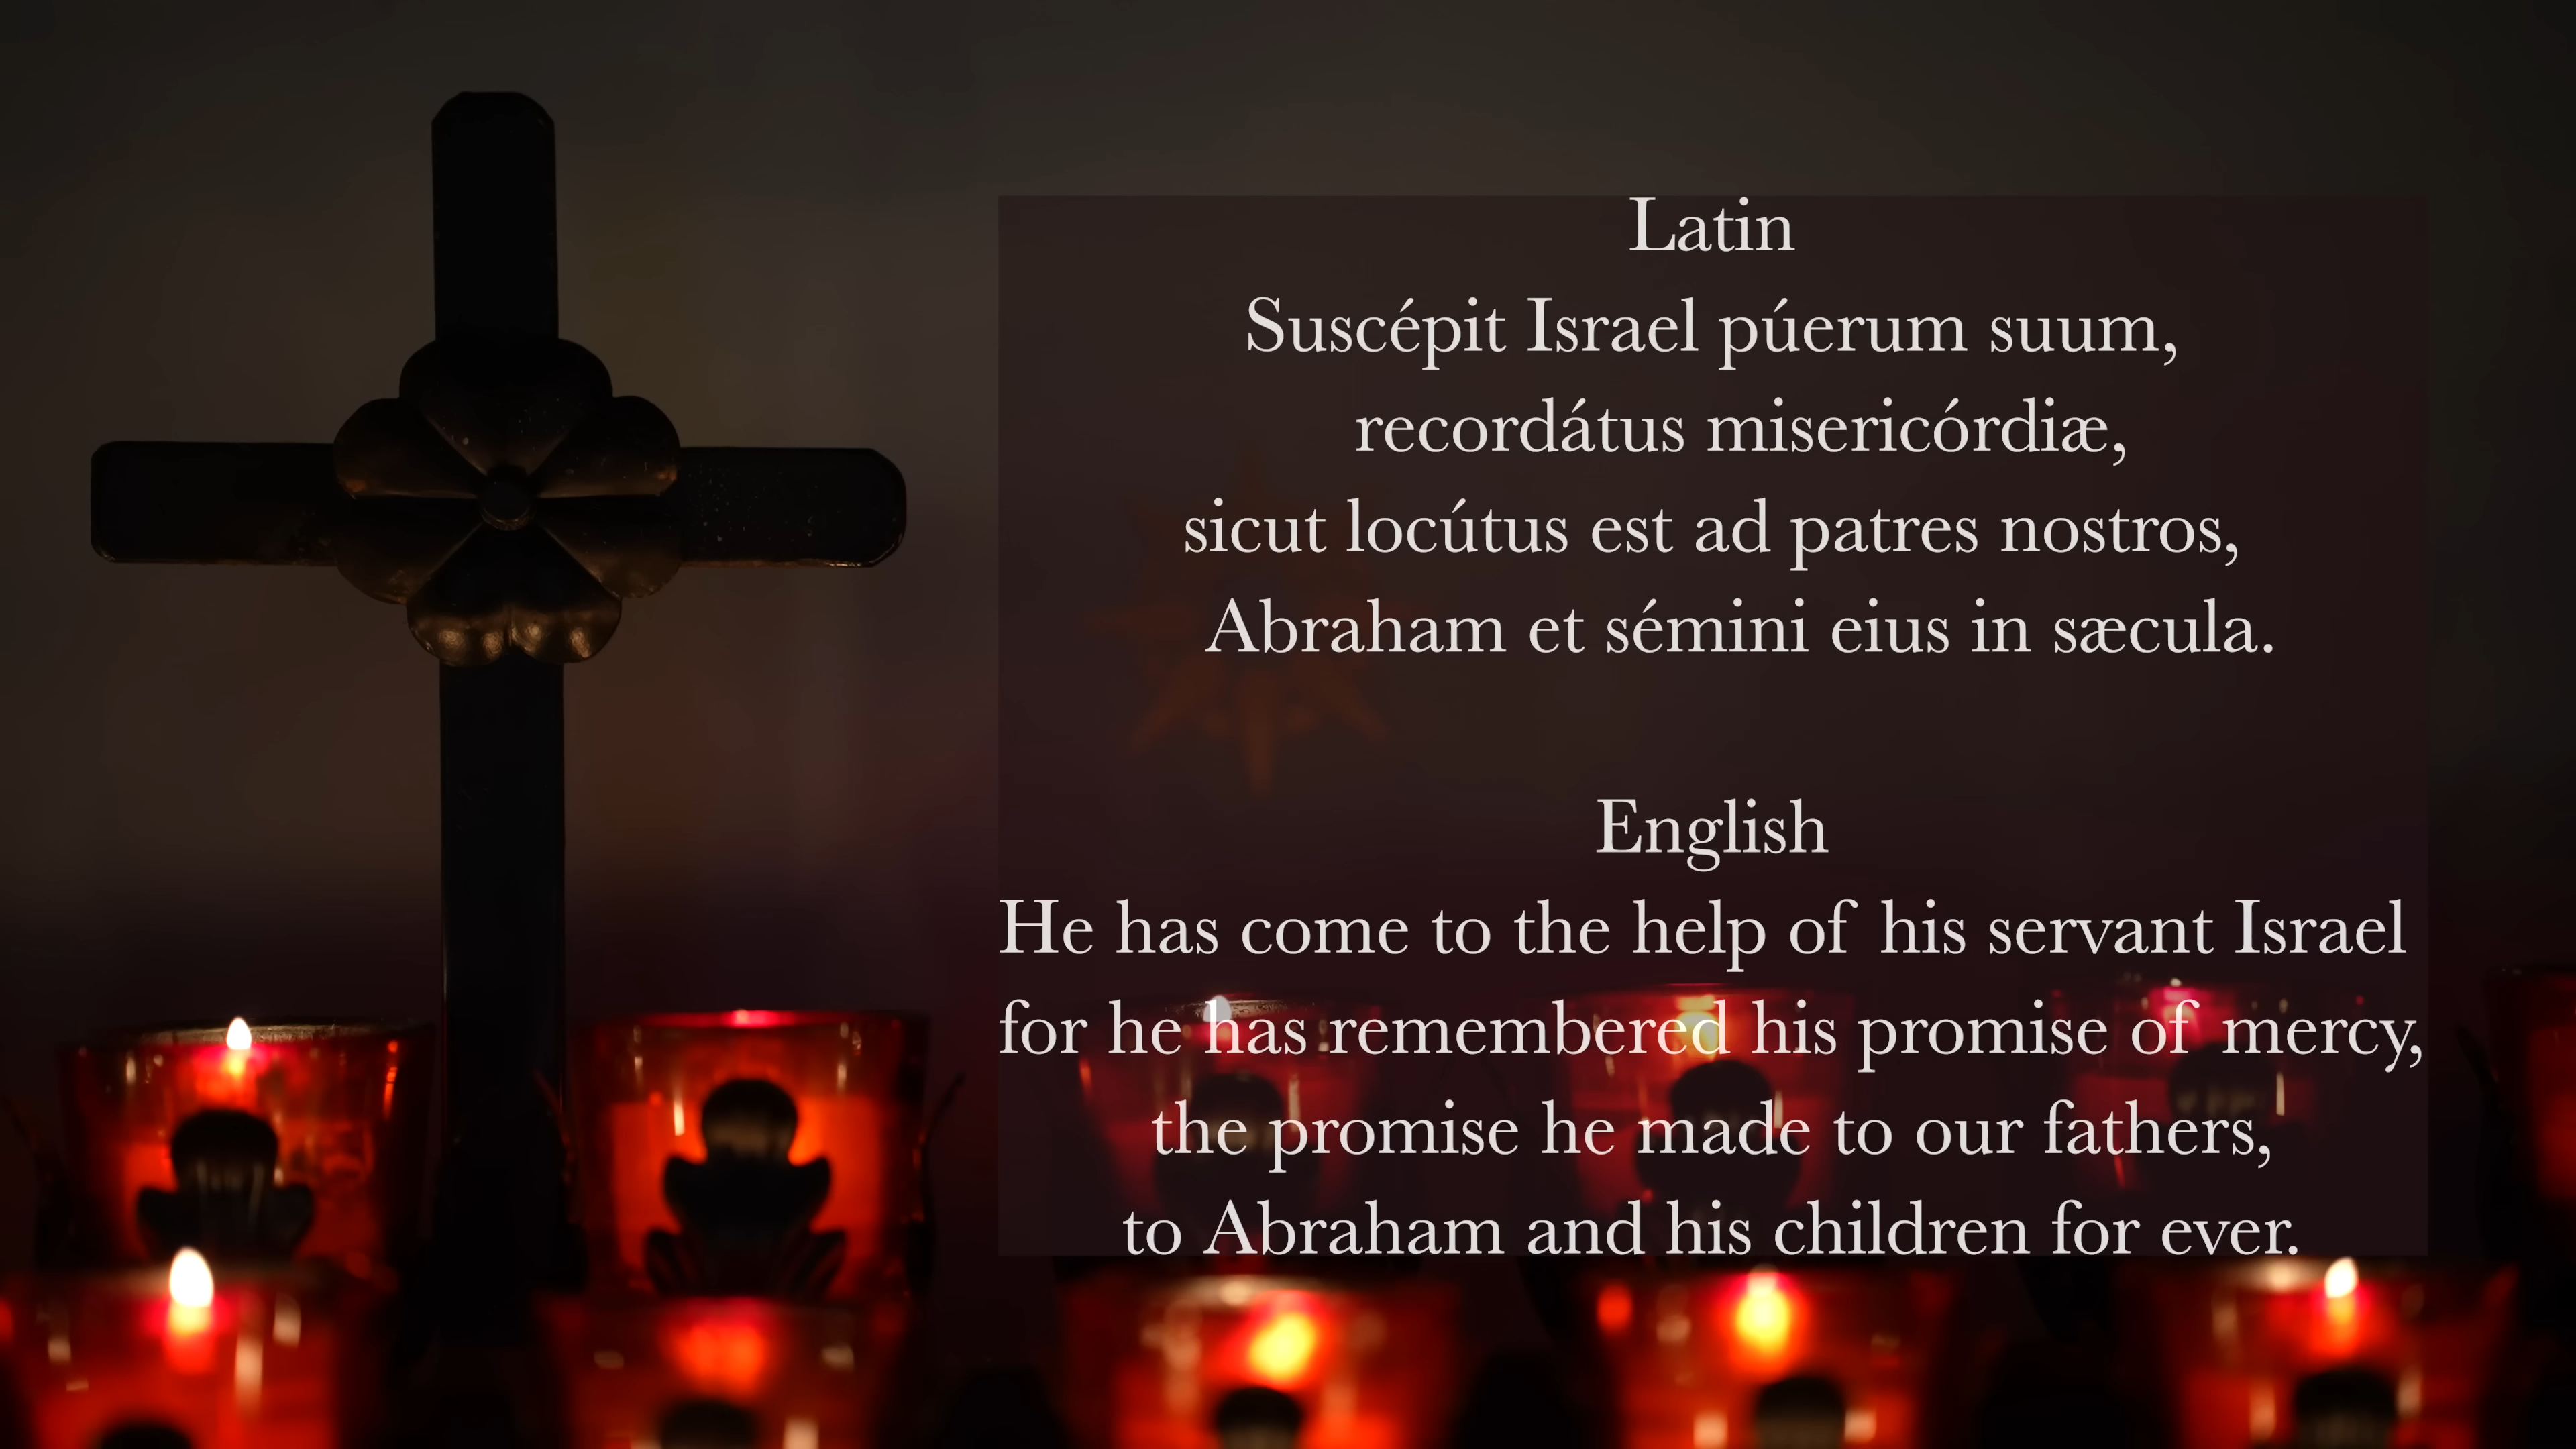 Latin
Suscépit Israel púerum suum,
recordátus misericórdiæ,
sicut locútus est ad patres nostros,
Abraham et sémini eius in sæcula.
English
He has come to the help of his servant Israel
for he has remembered his promise of mercy,
the promise he made to our fathers,
to Abraham and his children for ever.